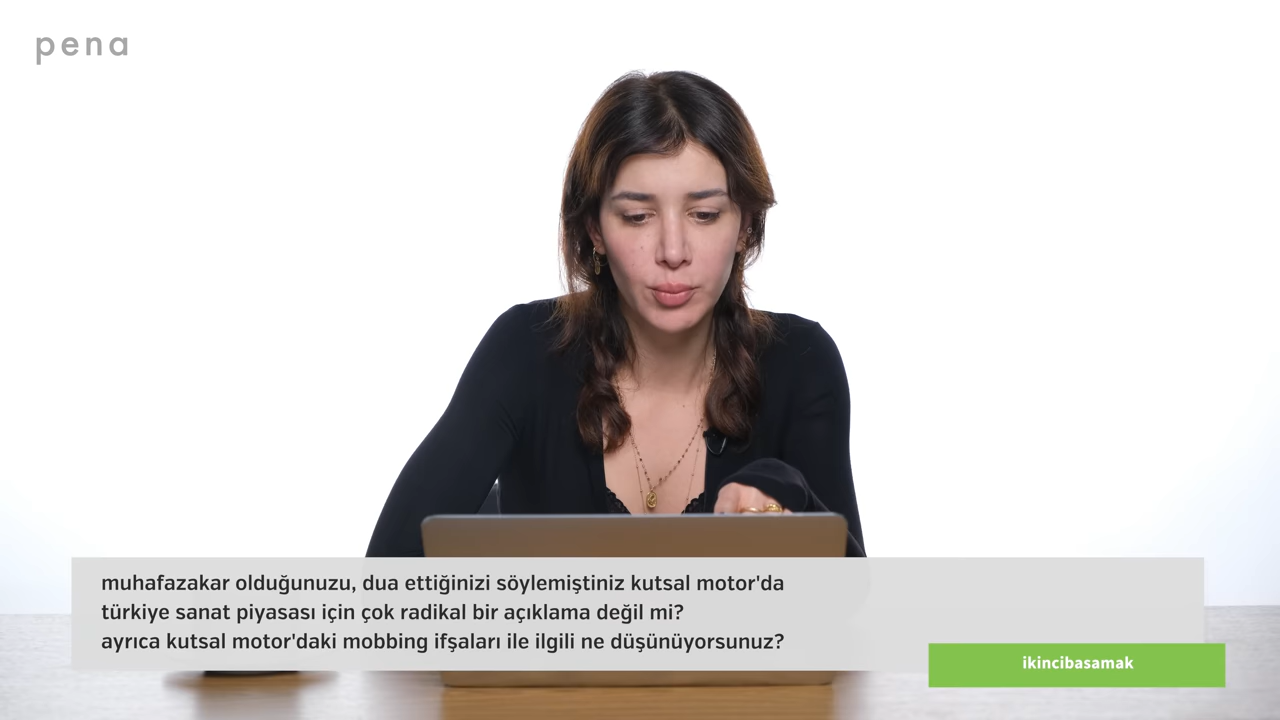 pena
muhafazakar olduğunuzu, dua ettiğinizi söylemiştiniz kutsal motor'da
türkiye sanat piyasası için çok radikal bir açıklama değil mi?
ayrıca kutsal motor'daki mobbing ifşaları ile ilgili ne düşünüyorsunuz?
ikincibasamak